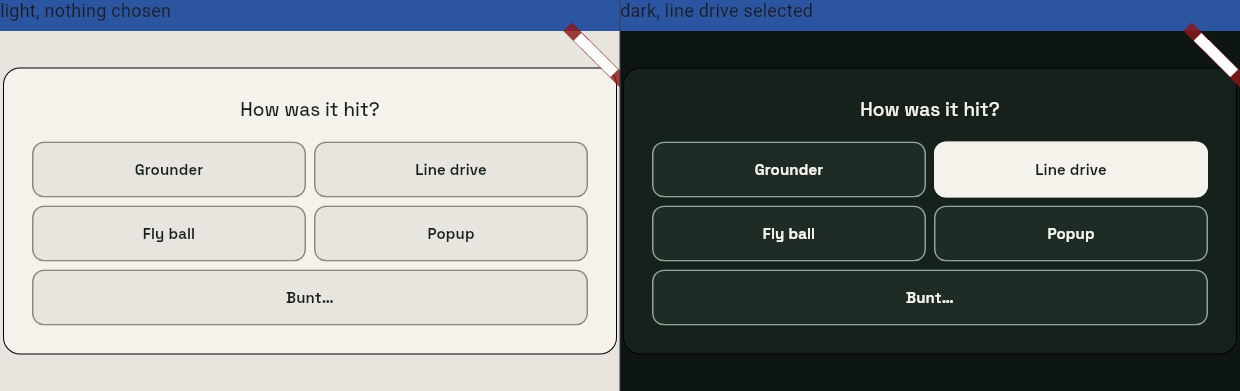 light, nothing chosen
How was it hit?
Grounder
Line drive
Fly ball
Popup
Bunt…
dark, line drive selected
How was it hit?
Grounder
Line drive
Fly ball
Popup
Bunt…